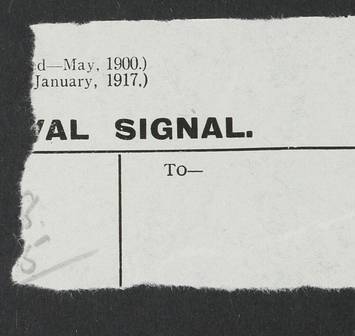 d—May, 1900.)
January, 1917.)
VAL SIGNAL.
To—